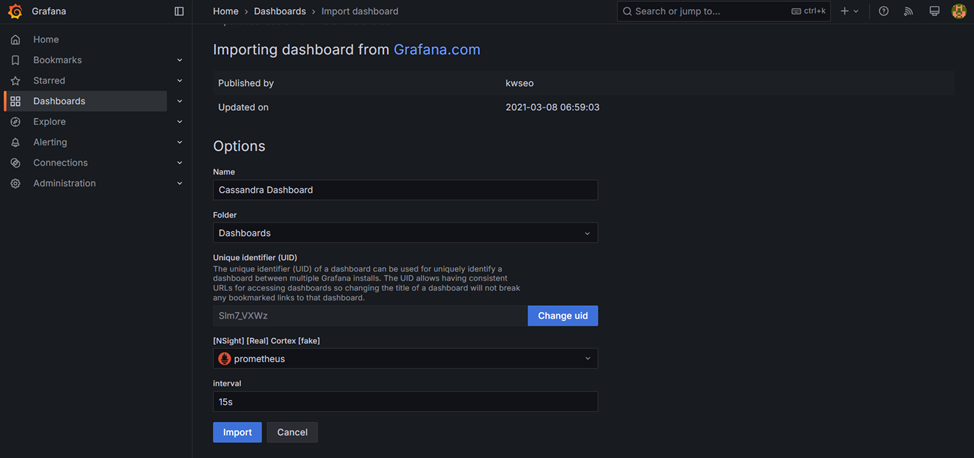 Grafana
Home > Dashboards > Import dashboard
Search or jump to...
ctrl+k
Home
Bookmarks
Starred
Dashboards
Explore
Alerting
Connections
Administration
Importing dashboard from Grafana.com
Published by kwseo
Updated on 2021-03-08 06:59:03
Options
Name
Cassandra Dashboard
Folder
Dashboards
Unique identifier (UID)
The unique identifier (UID) of a dashboard can be used for uniquely identify a
dashboard between multiple Grafana installs. The UID allows having consistent
URLs for accessing dashboards so changing the title of a dashboard will not break
any bookmarked links to that dashboard.
SIm7_VXWz
Change uid
[NSight] [Real] Cortex [fake]
prometheus
interval
15s
Import Cancel